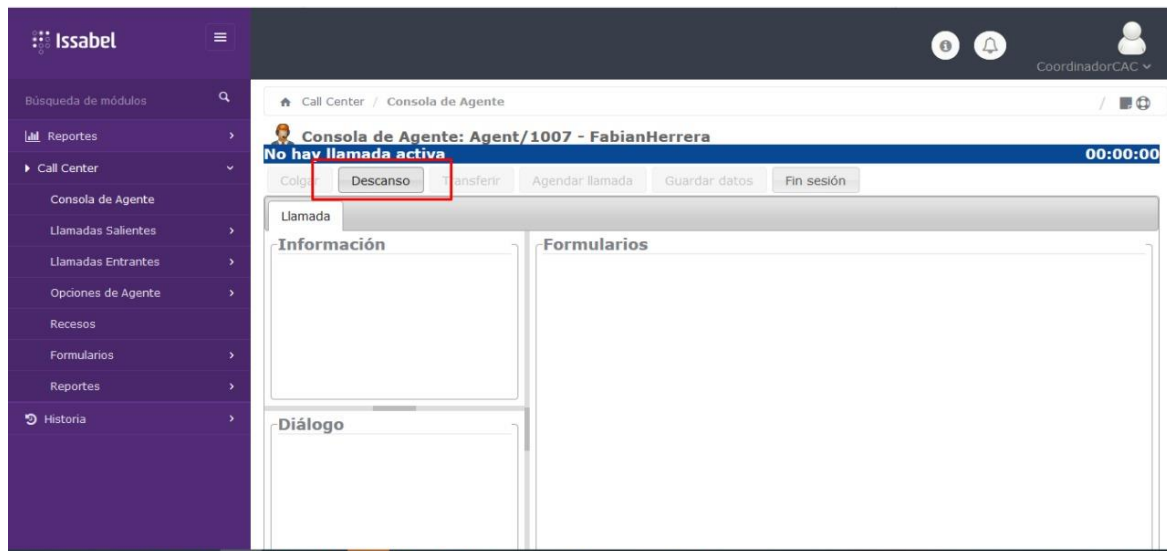 Issabel
CoordinadorCAC
Búsqueda de módulos
Reportes
Call Center
Consola de Agente
Llamadas Salientes
Llamadas Entrantes
Opciones de Agente
Recesos
Formularios
Reportes
Historia
Call Center / Consola de Agente /
Consola de Agente: Agent/1007 - FabianHerrera
No hay llamada activa 00:00:00
Colgar Descanso Transferir Agendar llamada Guardar datos Fin sesión
Llamada
Información Formularios
Diálogo